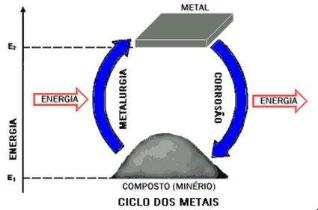 METAL
E₂
ENERGIA
METALURGIA
CORROSÃO
ENERGIA
ENERGIA
E₁
COMPOSTO (MINÉRIO)
CICLO DOS METAIS